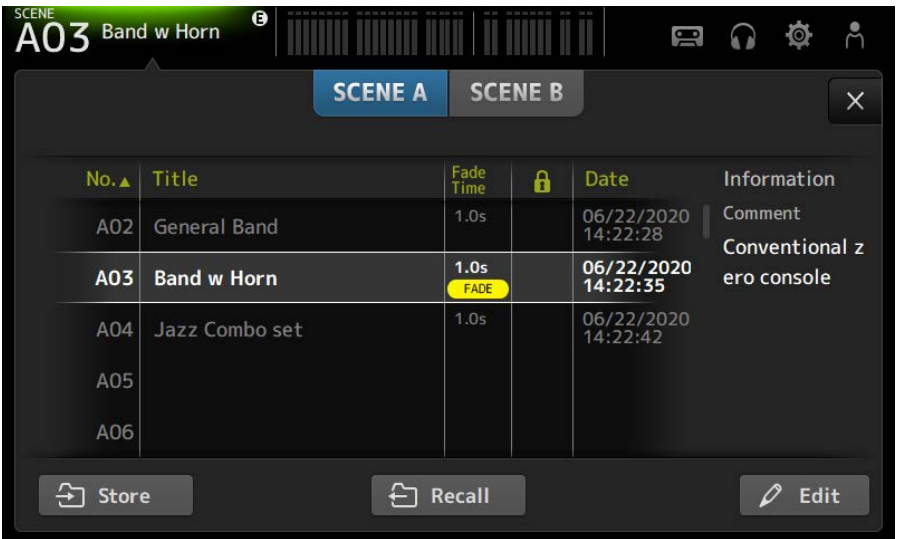 SCENE
A03 Band w Horn E
SCENE A SCENE B
No. Title Fade Time Date
A02 General Band 1.0s 06/22/2020 14:22:28
A03 Band w Horn 1.0s FADE 06/22/2020 14:22:35
A04 Jazz Combo set 1.0s 06/22/2020 14:22:42
A05
A06
Information
Comment
Conventional z
ero console
Store Recall Edit